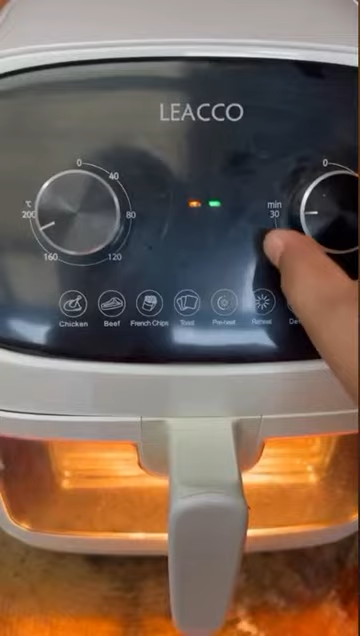 LEACCO
0
40
80
120
160
200
℃
min
30
0
Chicken
Beef
French Chips
Toast
Pre-heat
Reheat